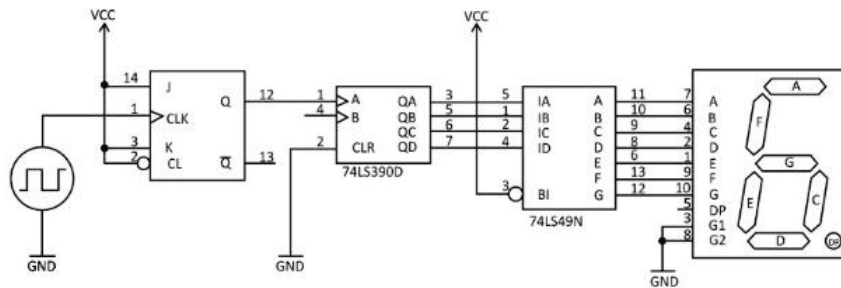 VCC
14 J
Q 12
1 CLK
3 K
2 CL
Q 13
GND
1 A
4 B
2 CLR
QA 3
QB 5
QC 6
QD 7
74LS390D
GND
VCC
5 IA
1 IB
2 IC
4 ID
3 BI
A 11
B 10
C 9
D 8
E 6
F 13
G 12
74LS49N
7 A
6 B
4 C
2 D
1 E
9 F
10 G
5 DP
3 G1
8 G2
GND
A
F
G
E
C
D